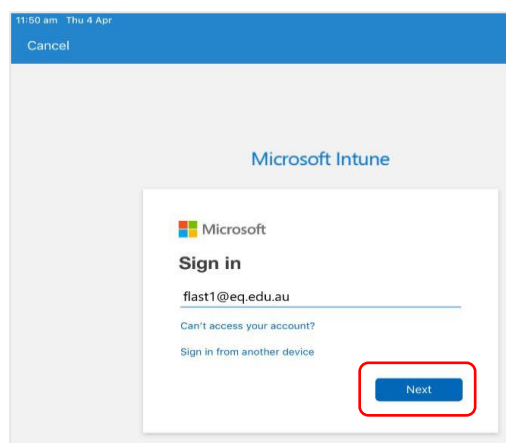 11:50 am Thu 4 Apr
Cancel
Microsoft Intune
Microsoft
Sign in
flast1@eq.edu.au
Can't access your account?
Sign in from another device
Next